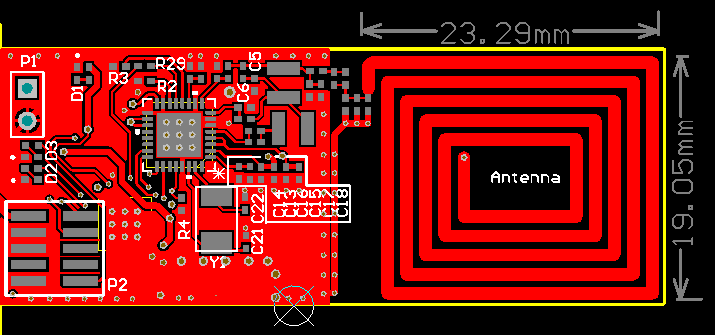 23.29mm
P1
R3
R29
C5
D1
R2
C6
D3
D2
Antenna
19.05mm
C22
C14
C13
C16
C15
C17
C18
R4
C21
Y1
P2